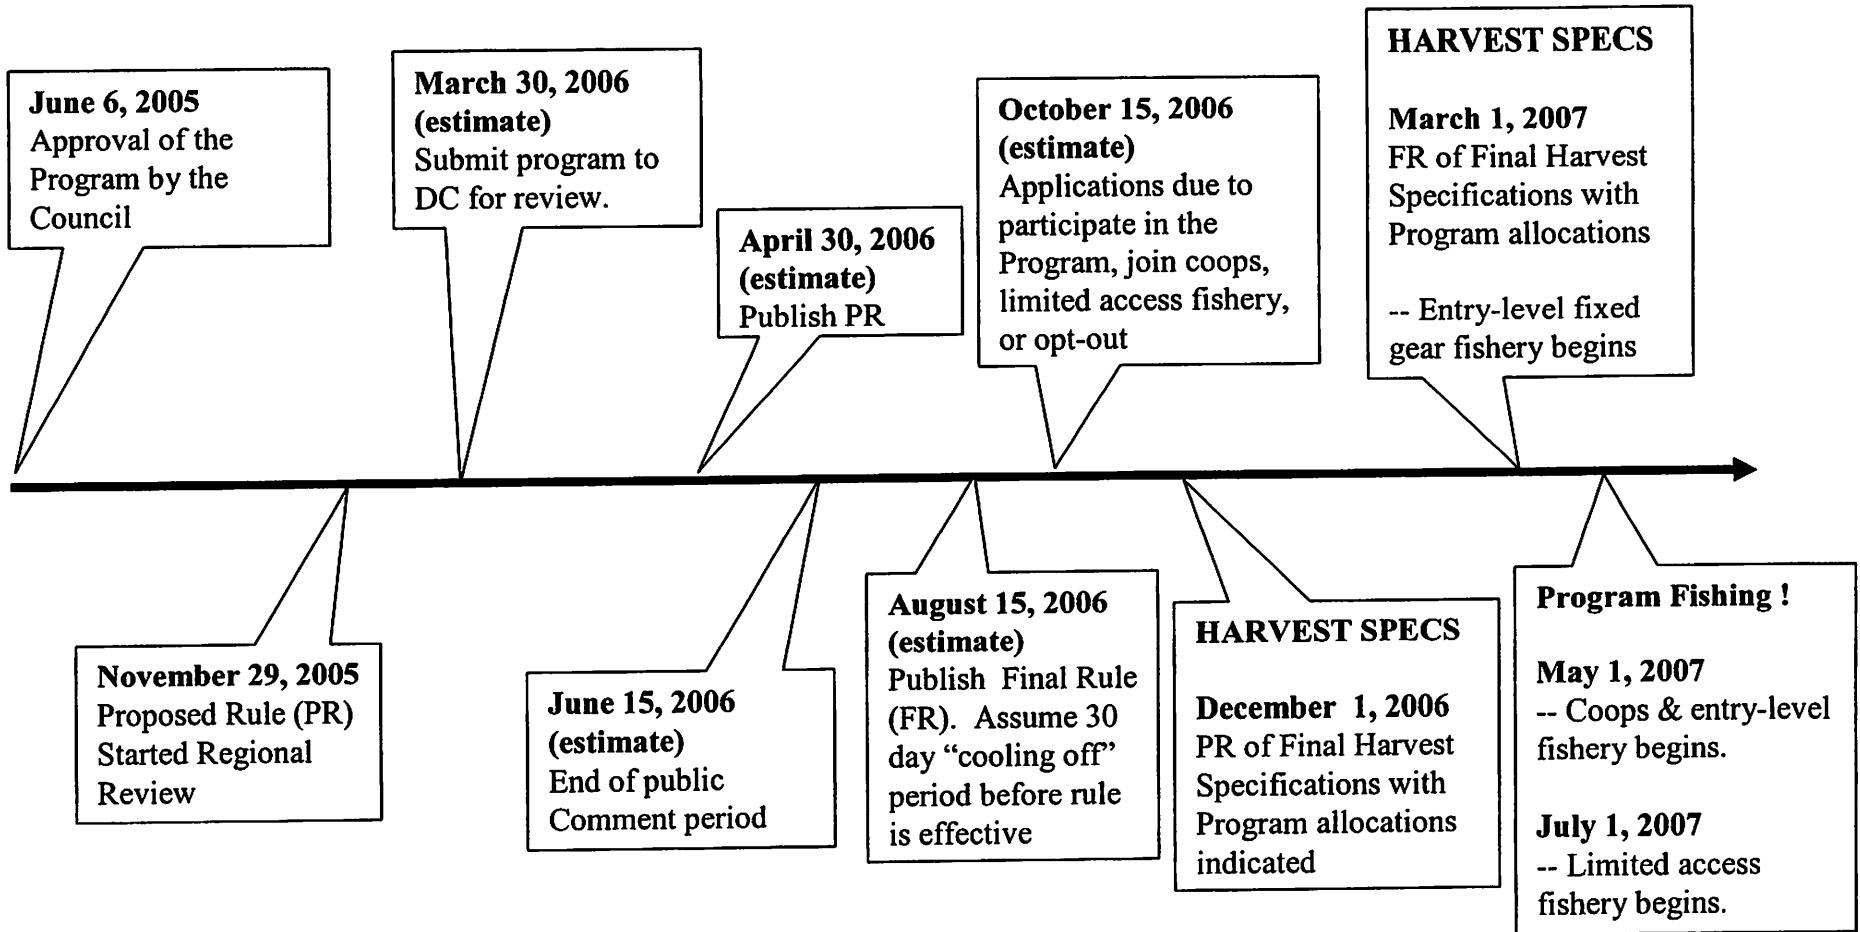 June 6, 2005
Approval of the
Program by the
Council
March 30, 2006
(estimate)
Submit program to
DC for review.
April 30, 2006
(estimate)
Publish PR
October 15, 2006
(estimate)
Applications due to
participate in the
Program, join coops,
limited access fishery,
or opt-out
HARVEST SPECS
March 1, 2007
FR of Final Harvest
Specifications with
Program allocations
-- Entry-level fixed
gear fishery begins
November 29, 2005
Proposed Rule (PR)
Started Regional
Review
June 15, 2006
(estimate)
End of public
Comment period
August 15, 2006
(estimate)
Publish Final Rule
(FR). Assume 30
day “cooling off”
period before rule
is effective
HARVEST SPECS
December 1, 2006
PR of Final Harvest
Specifications with
Program allocations
indicated
Program Fishing !
May 1, 2007
-- Coops & entry-level
fishery begins.
July 1, 2007
-- Limited access
fishery begins.